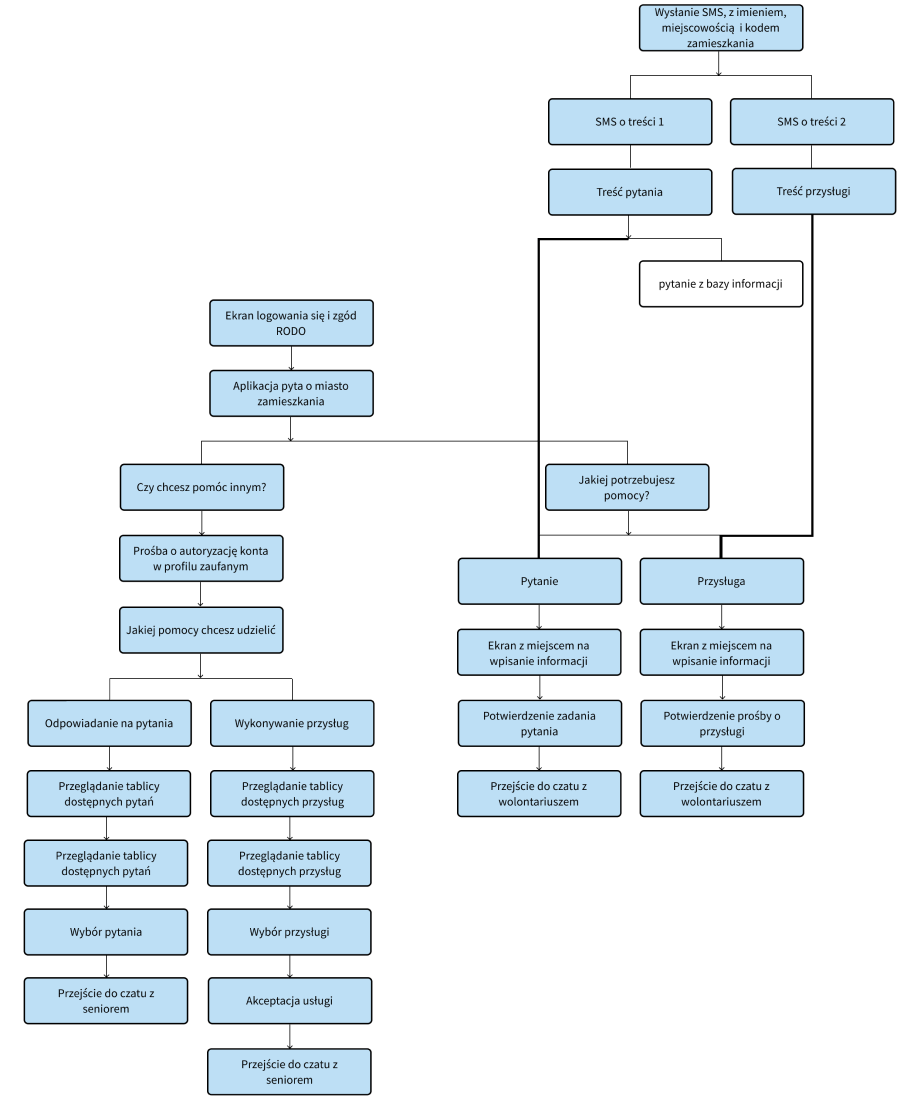 Wysłanie SMS, z imieniem,
miejscowością i kodem
zamieszkania
SMS o treści 1
SMS o treści 2
Treść pytania
Treść przysługi
pytanie z bazy informacji
Ekran logowania się i zgód
RODO
Aplikacja pyta o miasto
zamieszkania
Czy chcesz pomóc innym?
Jakiej potrzebujesz
pomocy?
Prośba o autoryzację konta
w profilu zaufanym
Pytanie
Przysługa
Jakiej pomocy chcesz udzielić
Ekran z miejscem na
wpisanie informacji
Ekran z miejscem na
wpisanie informacji
Odpowiadanie na pytania
Wykonywanie przysług
Potwierdzenie zadania
pytania
Potwierdzenie prośby o
przysługi
Przeglądanie tablicy
dostępnych pytań
Przeglądanie tablicy
dostępnych przysług
Przejście do czatu z
wolontariuszem
Przejście do czatu z
wolontariuszem
Przeglądanie tablicy
dostępnych pytań
Przeglądanie tablicy
dostępnych przysług
Wybór pytania
Wybór przysługi
Przejście do czatu z
seniorem
Akceptacja usługi
Przejście do czatu z
seniorem